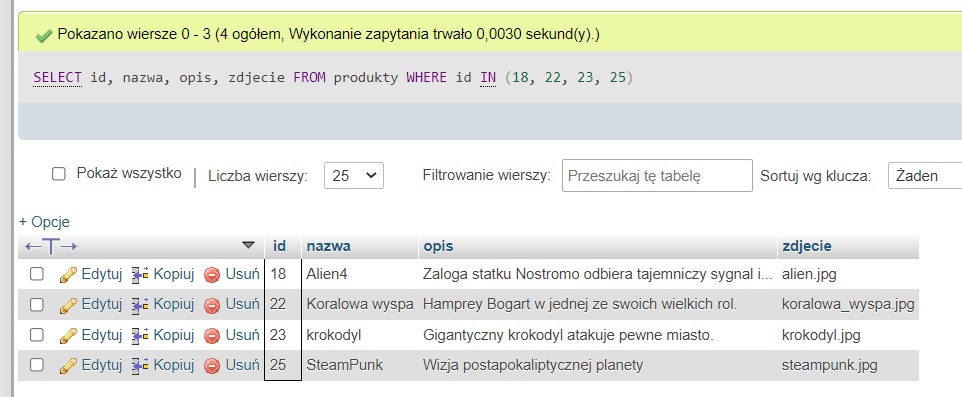 Pokazano wiersze 0 - 3 (4 ogółem, Wykonanie zapytania trwało 0,0030 sekund(y).)
SELECT id, nazwa, opis, zdjecie FROM produkty WHERE id IN (18, 22, 23, 25)
Pokaż wszystko | Liczba wierszy: 25 Filtrowanie wierszy: Przeszukaj tę tabelę Sortuj wg klucza: Żaden
+ Opcje
←T→ id nazwa opis zdjecie
Edytuj Kopiuj Usuń 18 Alien4 Zaloga statku Nostromo odbiera tajemniczy sygnal i... alien.jpg
Edytuj Kopiuj Usuń 22 Koralowa wyspa Hamprey Bogart w jednej ze swoich wielkich rol. koralowa_wyspa.jpg
Edytuj Kopiuj Usuń 23 krokodyl Gigantyczny krokodyl atakuje pewne miasto. krokodyl.jpg
Edytuj Kopiuj Usuń 25 SteamPunk Wizja postapokaliptycznej planety steampunk.jpg